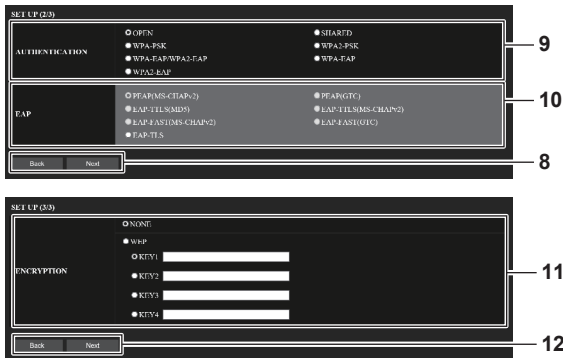 SET UP (2/3)
AUTHENTICATION
OPEN SHARED
WPA-PSK WPA2-PSK
WPA-EAP/WPA2-EAP WPA-EAP
WPA2-EAP
9
EAP
PEAP(MS-CHAPv2) PEAP(GTC)
EAP-TTLS(MD5) EAP-TTLS(MS-CHAPv2)
EAP-FAST(MS-CHAPv2) EAP-FAST(GTC)
EAP-TLS
10
Back Next
8
SET UP (3/3)
ENCRYPTION
NONE
WEP
KEY1
KEY2
KEY3
KEY4
11
Back Next
12